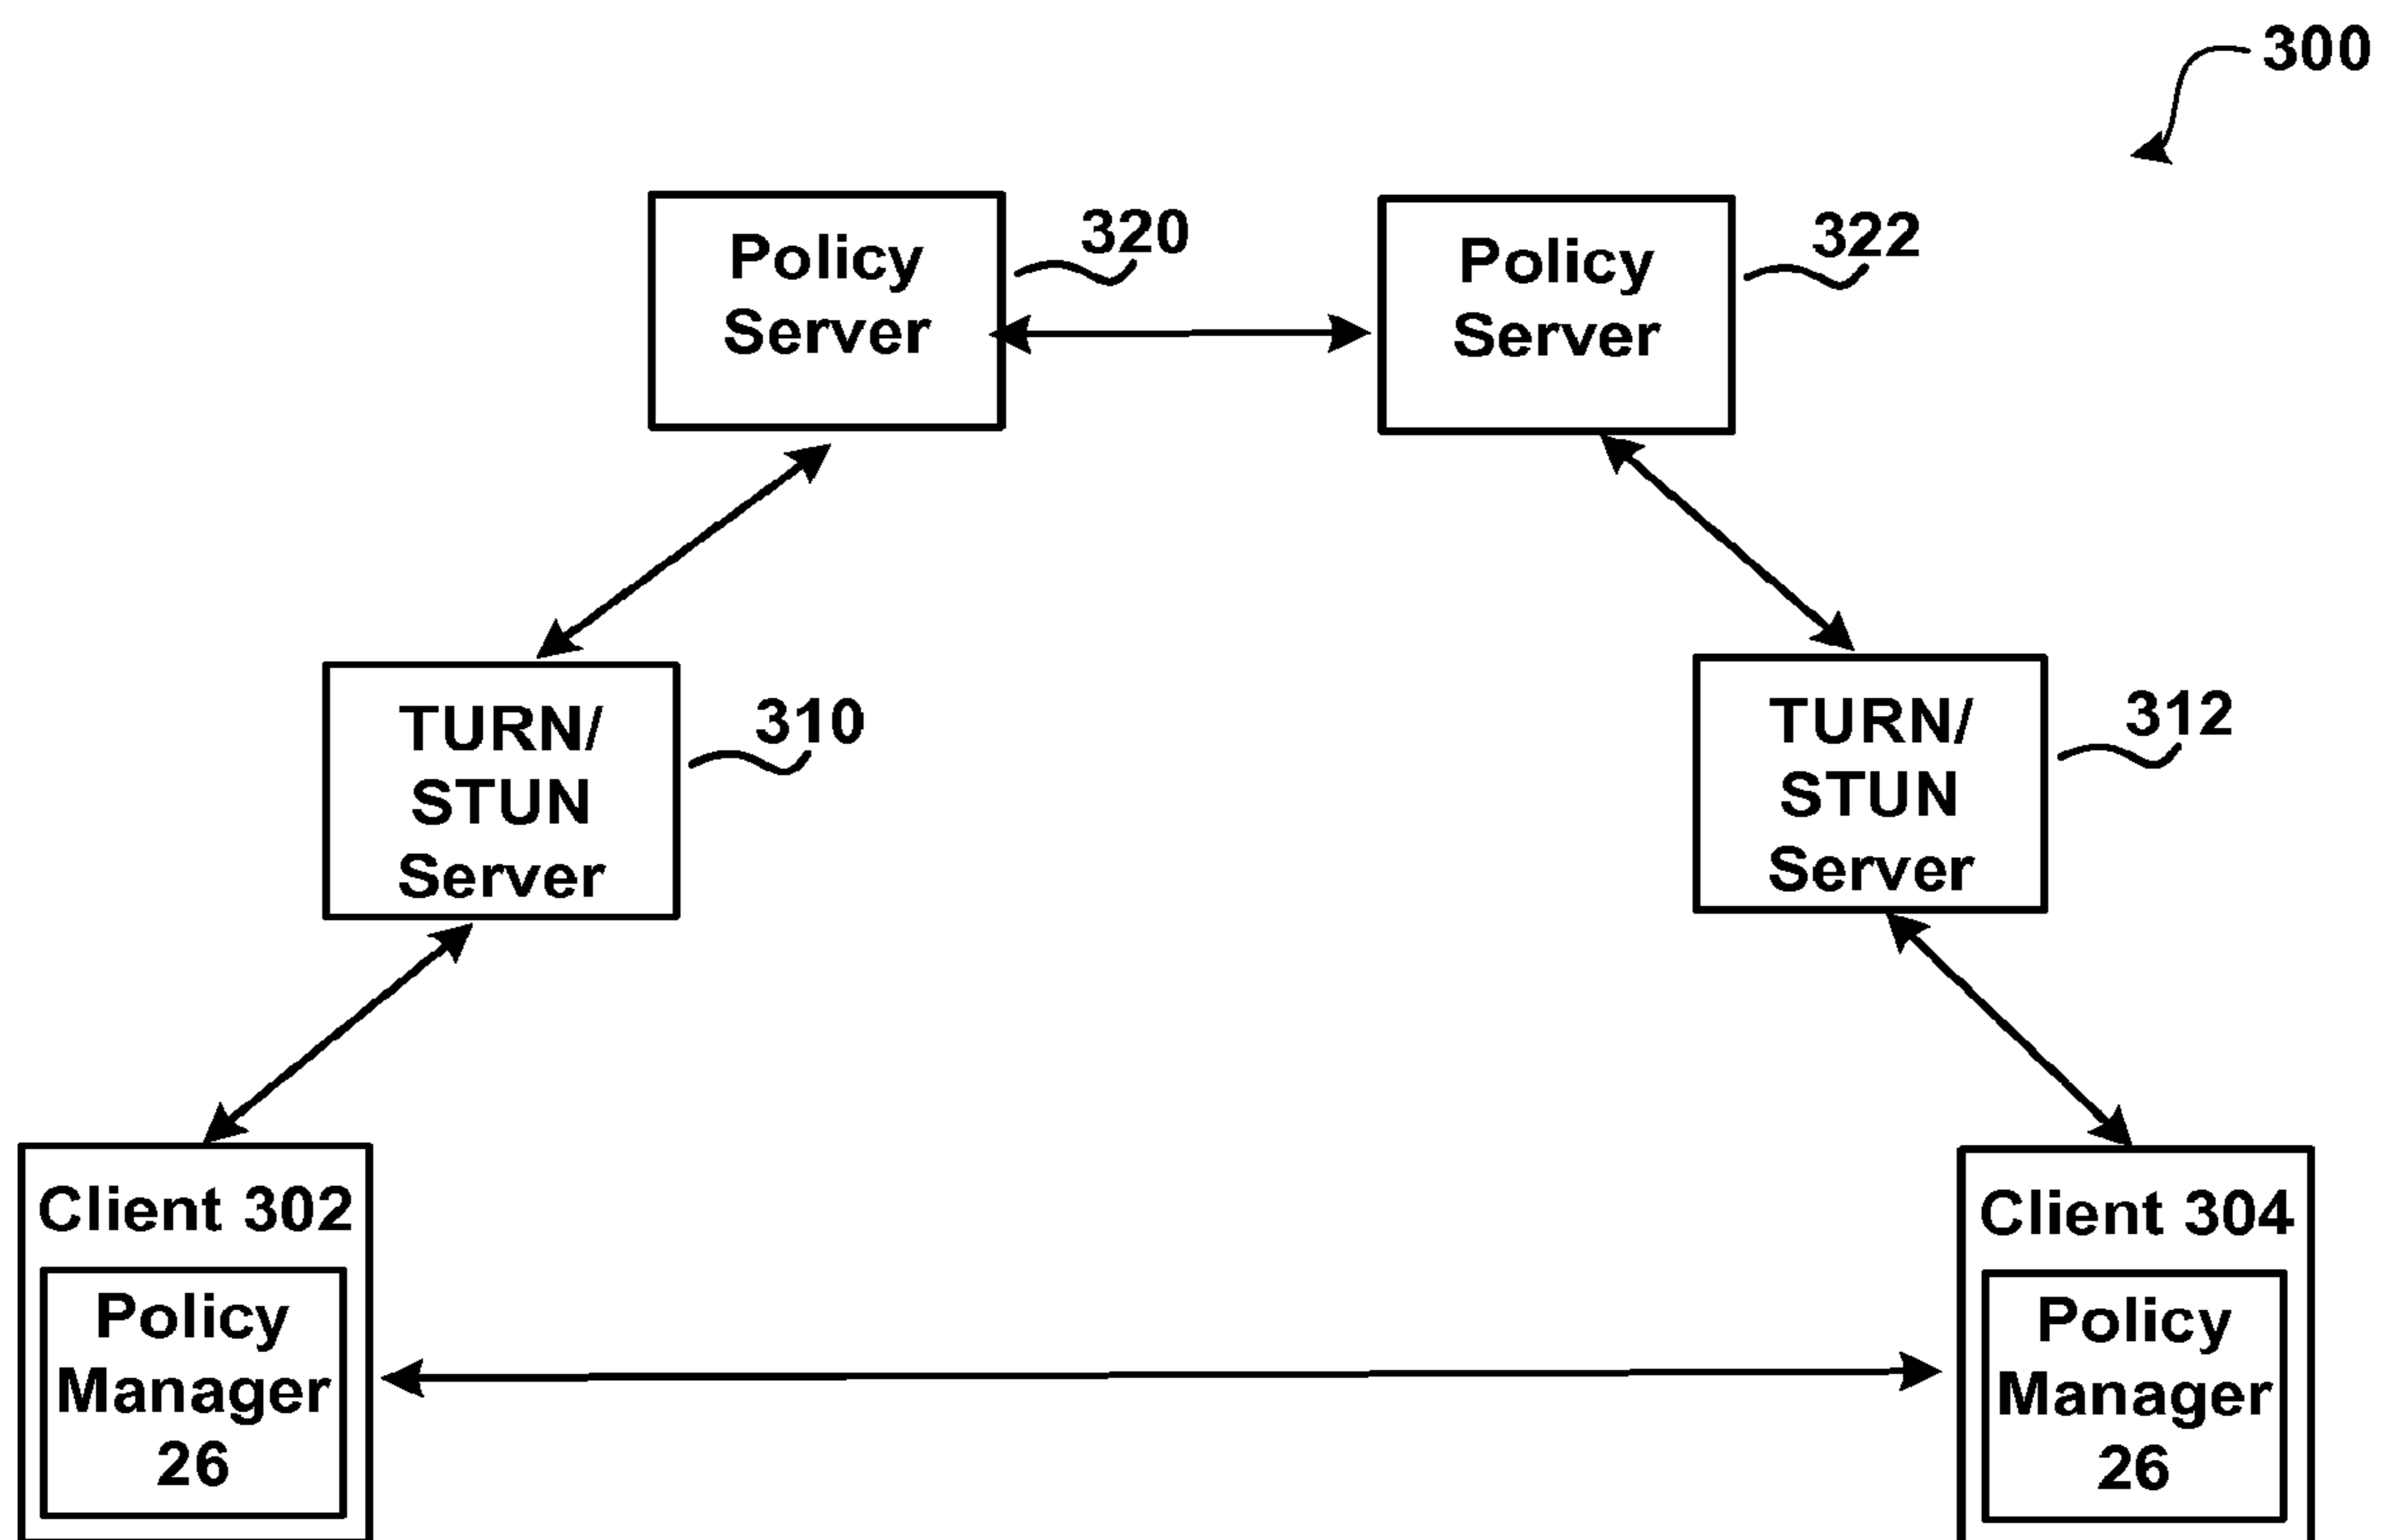 300
Policy
Server
320
Policy
Server
322
TURN/
STUN
Server
310
TURN/
STUN
Server
312
Client 302
Policy
Manager
26
Client 304
Policy
Manager
26